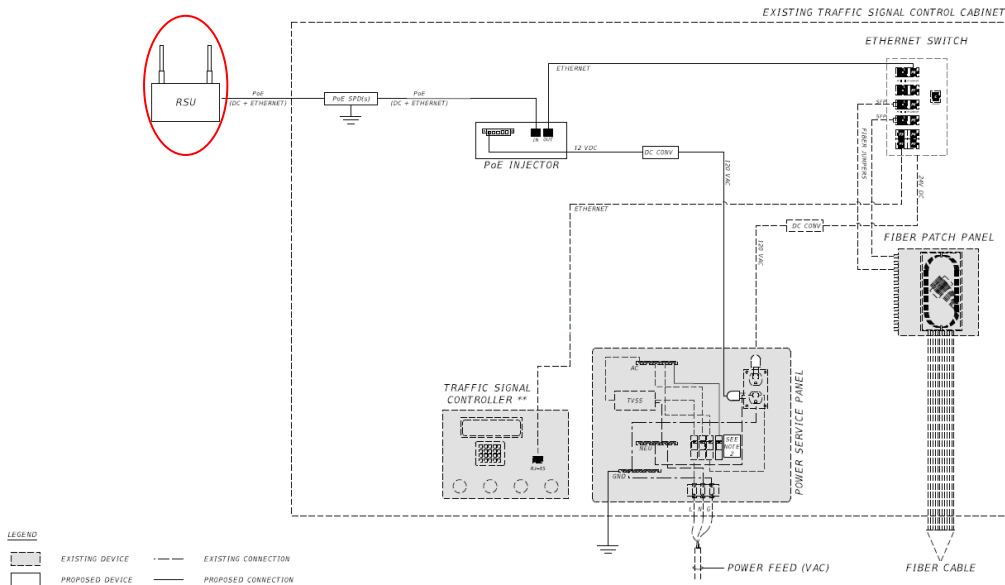 EXISTING TRAFFIC SIGNAL CONTROL CABINET
ETHERNET SWITCH
ETHERNET
RSU
PoE
(DC + ETHERNET)
PoE SPD(s)
PoE
(DC + ETHERNET)
SFP
SFP
IN OUT
PoE INJECTOR
12 VDC
DC CONV
FIBER JUMPERS
120 VAC
24V DC
ETHERNET
DC CONV
120 VAC
FIBER PATCH PANEL
AC
TVSS
TRAFFIC SIGNAL
CONTROLLER **
POWER SERVICE PANEL
SEE
NOTE
2
NEU
RJ-45
GND
L N G
LEGEND
EXISTING DEVICE
EXISTING CONNECTION
PROPOSED DEVICE
PROPOSED CONNECTION
POWER FEED (VAC)
FIBER CABLE